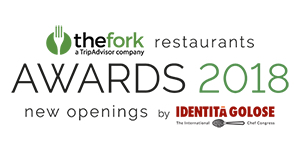 thefork restaurants
a TripAdvisor company
AWARDS 2018
new openings by IDENTITÀ GOLOSE
The International Chef Congress